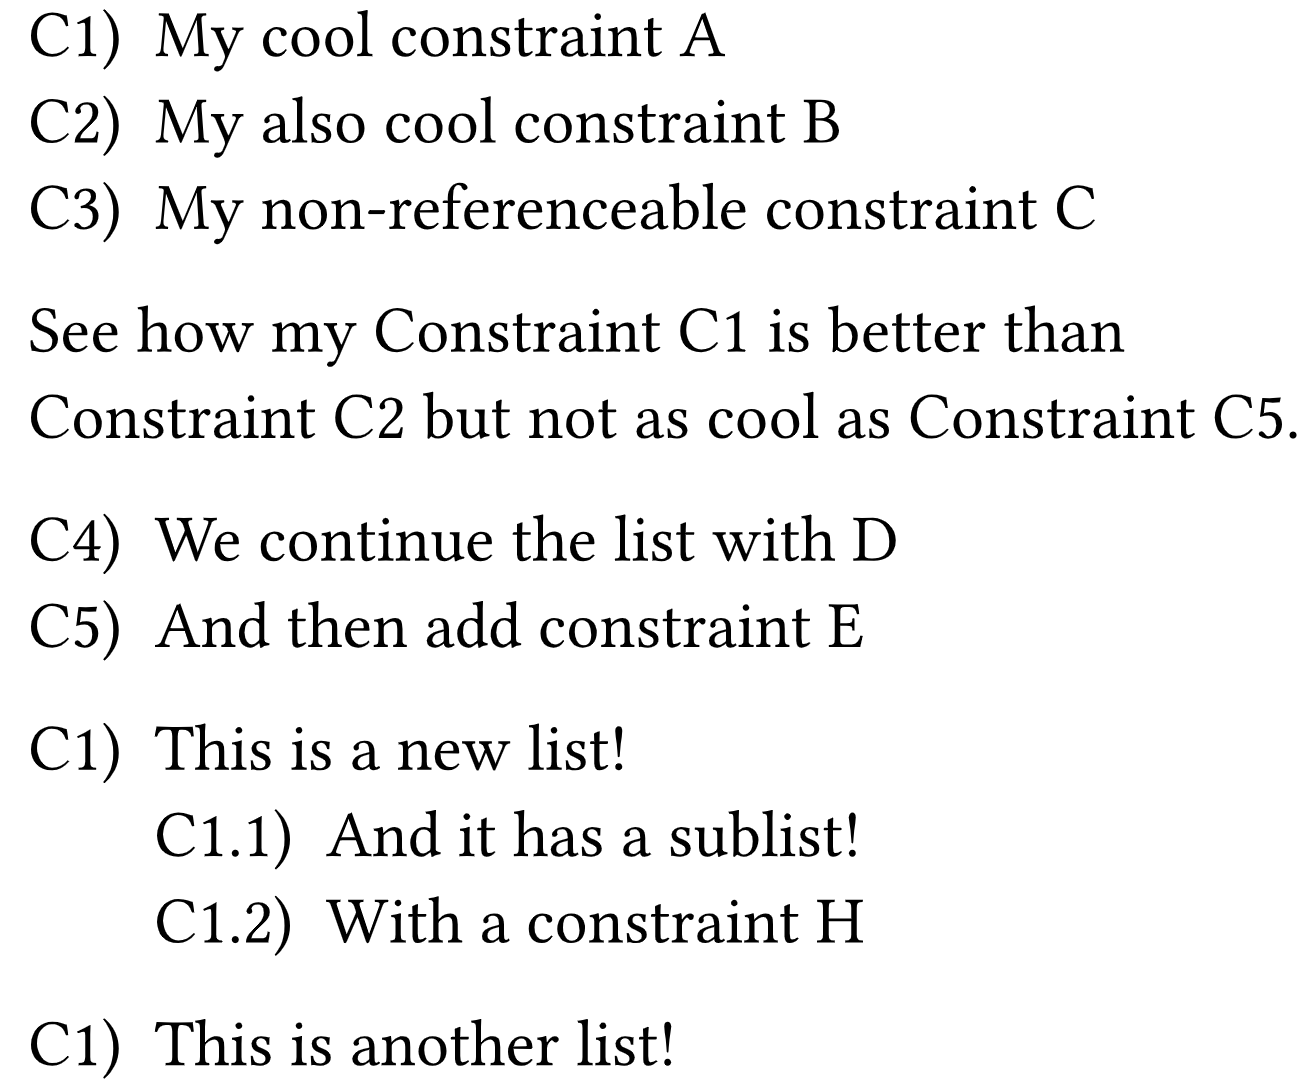 C1) My cool constraint A
C2) My also cool constraint B
C3) My non-referenceable constraint C
See how my Constraint C1 is better than
Constraint C2 but not as cool as Constraint C5.
C4) We continue the list with D
C5) And then add constraint E
C1) This is a new list!
C1.1) And it has a sublist!
C1.2) With a constraint H
C1) This is another list!